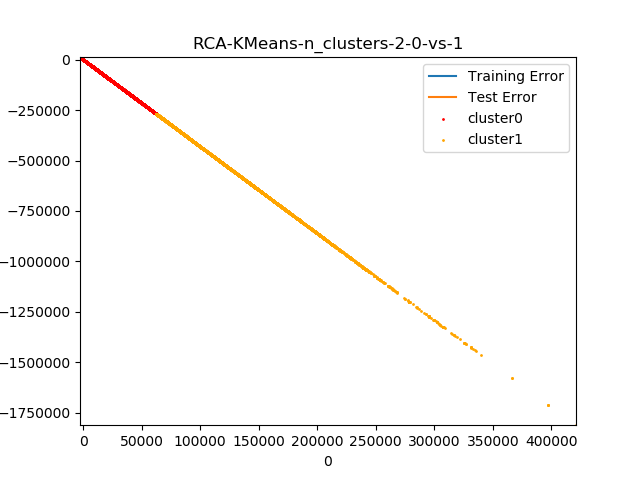 RCA-KMeans-n_clusters-2-0-vs-1
0
−250000
−500000
−750000
−1000000
−1250000
−1500000
−1750000
Training Error
Test Error
cluster0
cluster1
0 50000 100000 150000 200000 250000 300000 350000 400000
0